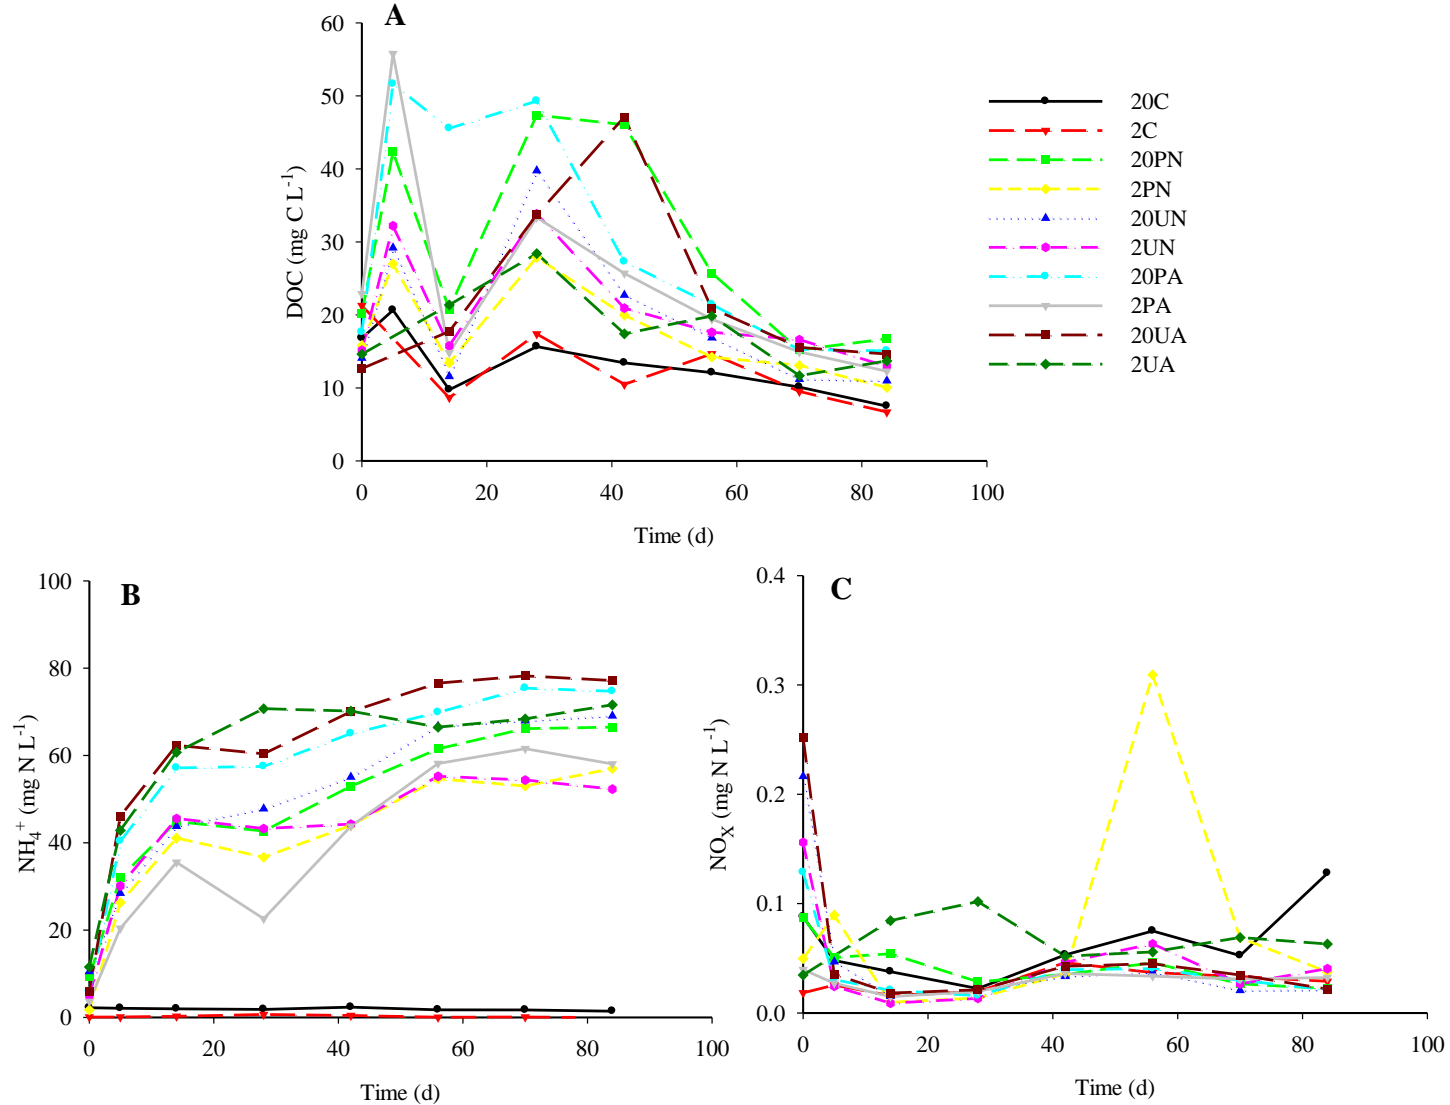 A
60
50
40
30
20
10
0
DOC (mg C L-1)
0 20 40 60 80 100
Time (d)
20C
2C
20PN
2PN
20UN
2UN
20PA
2PA
20UA
2UA
B
100
80
60
40
20
0
NH4+ (mg N L-1)
0 20 40 60 80 100
Time (d)
C
0.4
0.3
0.2
0.1
0.0
NOX (mg N L-1)
0 20 40 60 80 100
Time (d)